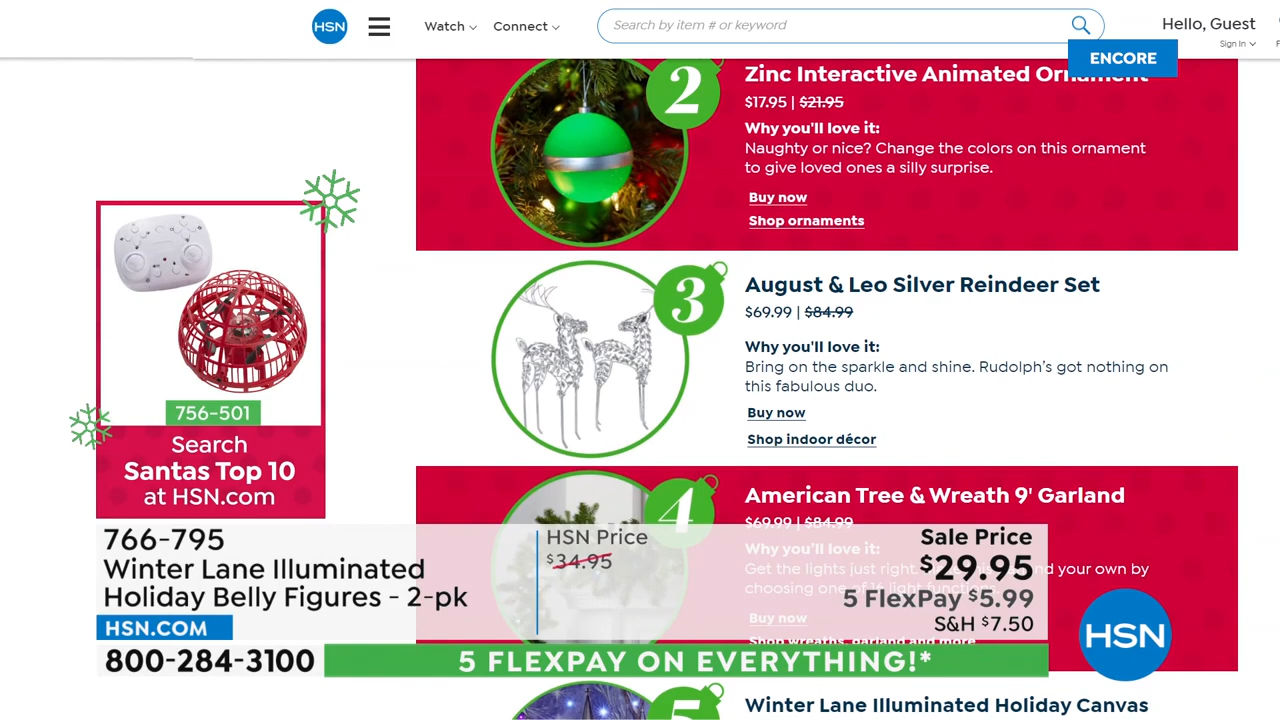 HSN
Watch
Connect
Search by item # or keyword
Hello, Guest
Sign In
ENCORE
2
Zinc Interactive Animated Ornament
$17.95 | $21.95
Why you'll love it:
Naughty or nice? Change the colors on this ornament
to give loved ones a silly surprise.
Buy now
Shop ornaments
3
August & Leo Silver Reindeer Set
$69.99 | $84.99
Why you'll love it:
Bring on the sparkle and shine. Rudolph's got nothing on
this fabulous duo.
Buy now
Shop indoor décor
756-501
Search
Santas Top 10
at HSN.com
4
American Tree & Wreath 9' Garland
$69.99 | $84.99
Why you'll love it:
Get the lights just right. nd your own by
choosing one of 16 light functions.
Buy now
Shop wreaths, garland and more
766-795
Winter Lane Illuminated
Holiday Belly Figures - 2-pk
HSN.COM
HSN Price
$34.95
Sale Price
$29.95
5 FlexPay $5.99
S&H $7.50
HSN
800-284-3100
5 FLEXPAY ON EVERYTHING!*
5
Winter Lane Illuminated Holiday Canvas